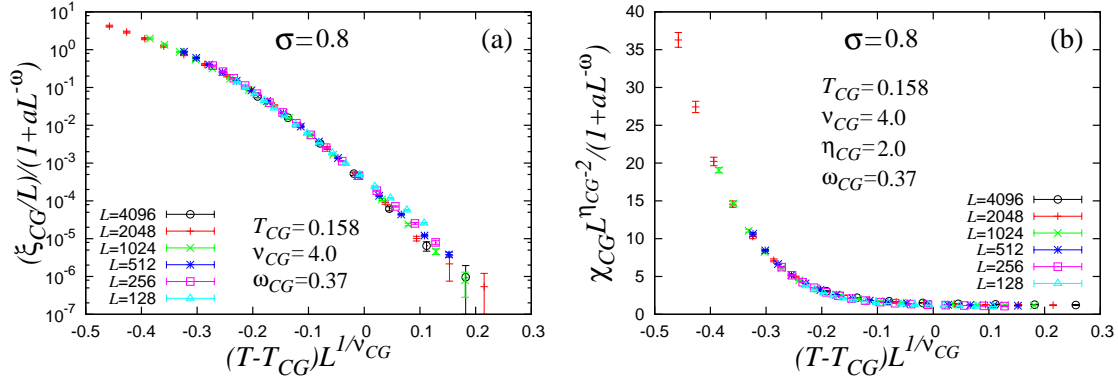 (ξ_CG/L)/(1+aL^-ω)
10^1
10^0
10^-1
10^-2
10^-3
10^-4
10^-5
10^-6
10^-7
σ=0.8
(a)
T_CG=0.158
ν_CG=4.0
ω_CG=0.37
L=4096
L=2048
L=1024
L=512
L=256
L=128
-0.5 -0.4 -0.3 -0.2 -0.1 0 0.1 0.2 0.3
(T-T_CG)L^1/ν_CG
χ_CG L^η_CG-2/(1+aL^-ω)
40
35
30
25
20
15
10
5
0
σ=0.8
(b)
T_CG=0.158
ν_CG=4.0
η_CG=2.0
ω_CG=0.37
L=4096
L=2048
L=1024
L=512
L=256
L=128
-0.5 -0.4 -0.3 -0.2 -0.1 0 0.1 0.2 0.3
(T-T_CG)L^1/ν_CG